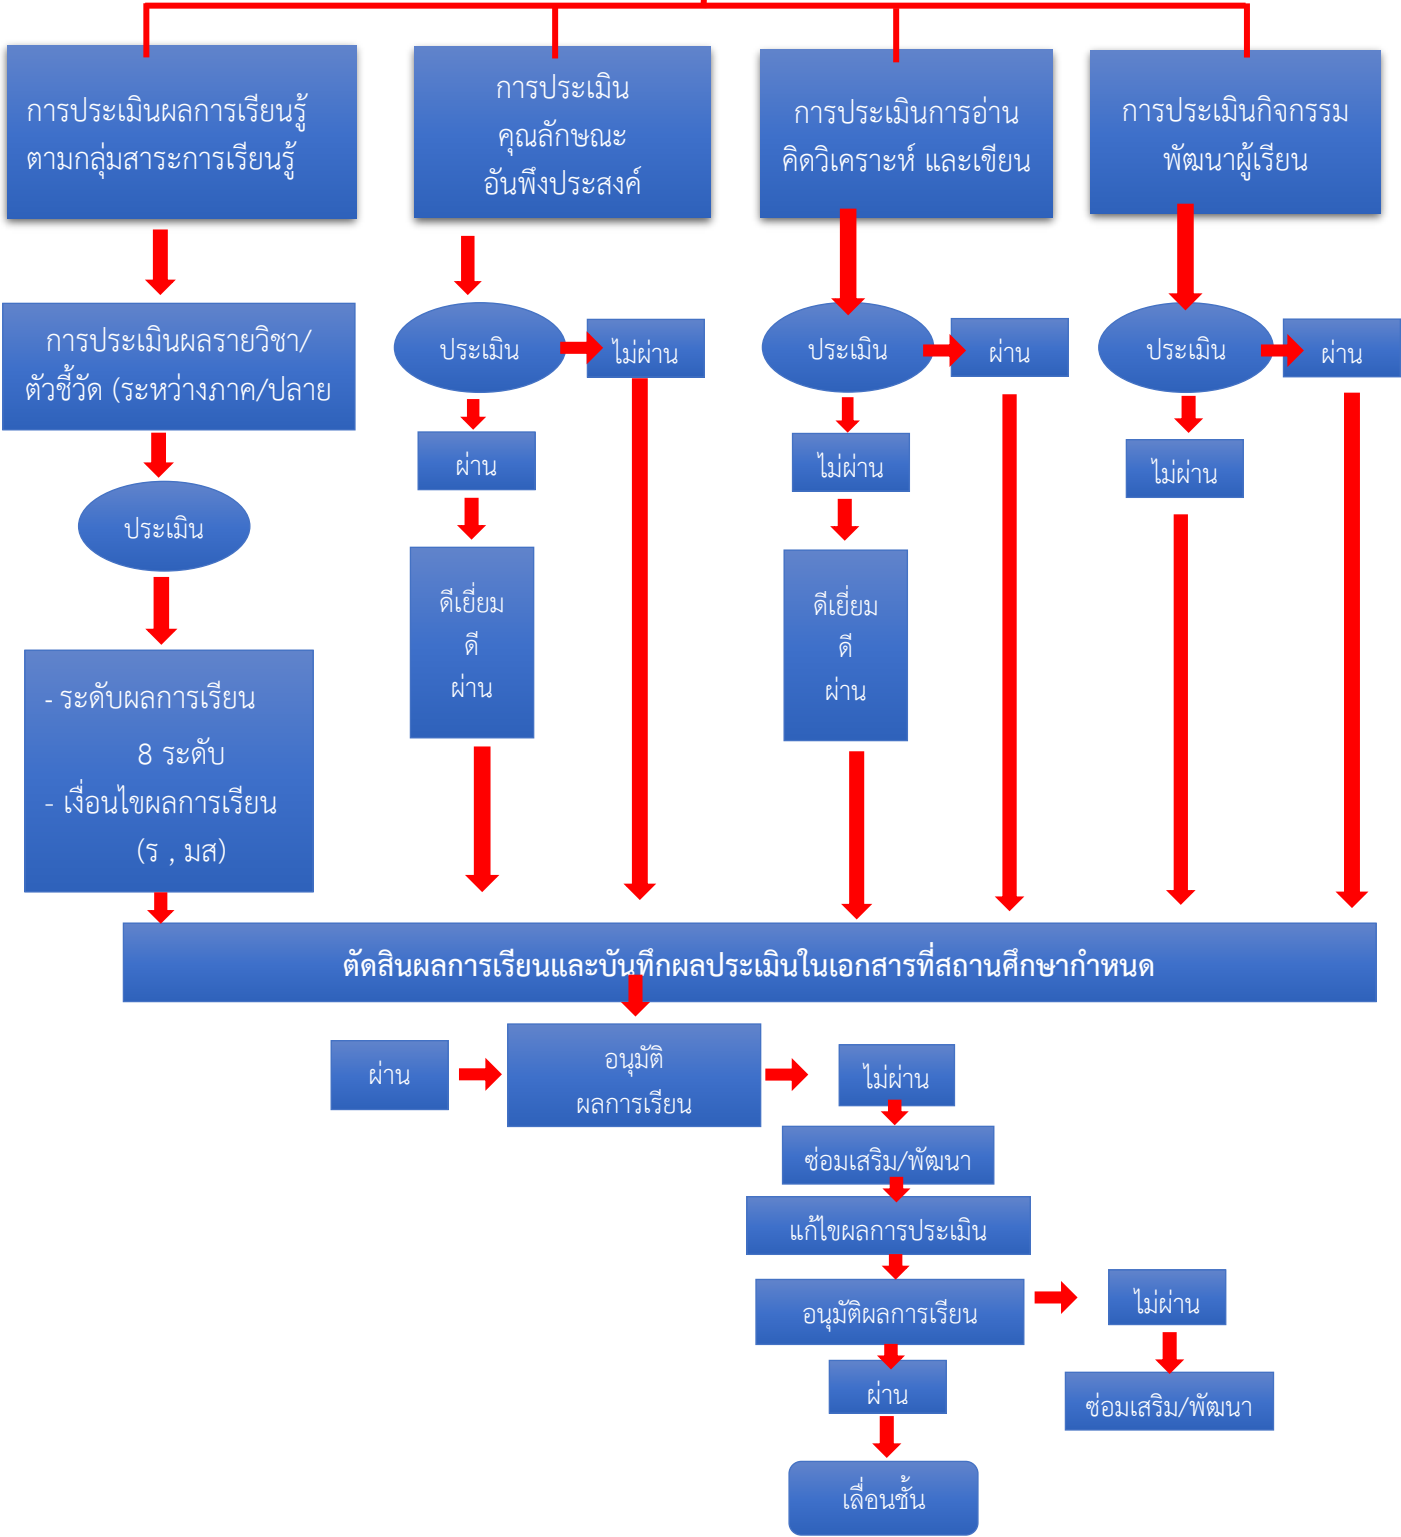 การประเมินผลการเรียนรู้
ตามกลุ่มสาระการเรียนรู้
การประเมิน
คุณลักษณะ
อันพึงประสงค์
การประเมินการอ่าน
คิดวิเคราะห์ และเขียน
การประเมินกิจกรรม
พัฒนาผู้เรียน
การประเมินผลรายวิชา/
ตัวชี้วัด (ระหว่างภาค/ปลาย
ประเมิน
ไม่ผ่าน
ประเมิน
ผ่าน
ประเมิน
ผ่าน
ผ่าน
ไม่ผ่าน
ไม่ผ่าน
ประเมิน
ดีเยี่ยม
ดี
ผ่าน
ดีเยี่ยม
ดี
ผ่าน
- ระดับผลการเรียน
8 ระดับ
- เงื่อนไขผลการเรียน
(ร , มส)
ตัดสินผลการเรียนและบันทึกผลประเมินในเอกสารที่สถานศึกษากำหนด
ผ่าน
อนุมัติ
ผลการเรียน
ไม่ผ่าน
ซ่อมเสริม/พัฒนา
แก้ไขผลการประเมิน
อนุมัติผลการเรียน
ไม่ผ่าน
ผ่าน
ซ่อมเสริม/พัฒนา
เลื่อนชั้น